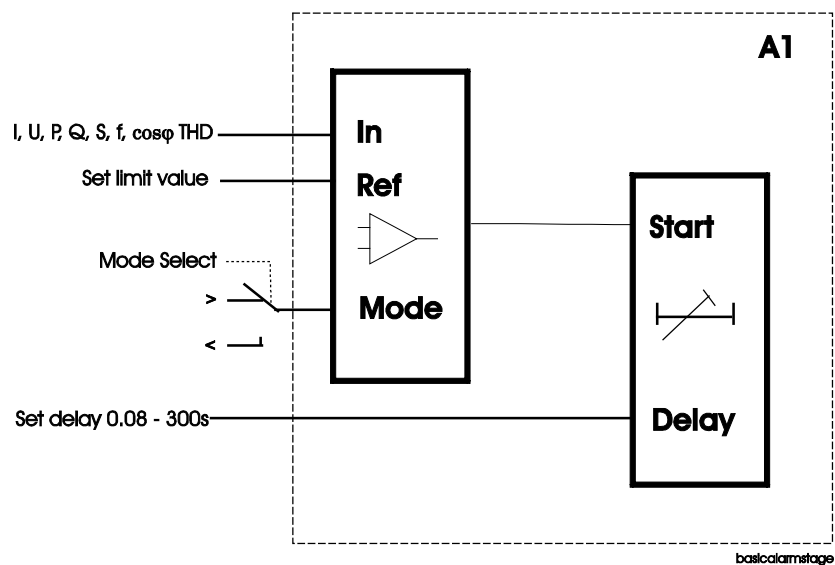 A1
I, U, P, Q, S, f, cosφ THD
In
Set limit value
Ref
Start
Mode Select
>
Mode
<
Set delay 0.08 - 300s
Delay
basicalarmstage